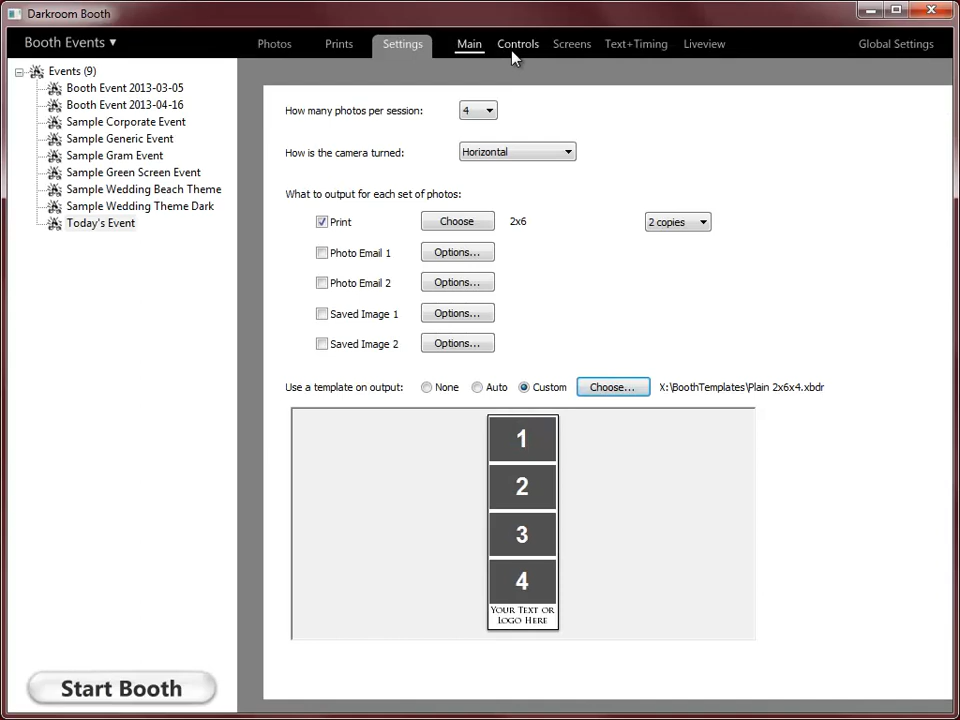 Darkroom Booth
Booth Events ▾
Photos Prints Settings Main Controls Screens Text+Timing Liveview Global Settings
Events (9)
Booth Event 2013-03-05
Booth Event 2013-04-16
Sample Corporate Event
Sample Generic Event
Sample Gram Event
Sample Green Screen Event
Sample Wedding Beach Theme
Sample Wedding Theme Dark
Today's Event
How many photos per session: 4
How is the camera turned: Horizontal
What to output for each set of photos:
Print Choose 2x6 2 copies
Photo Email 1 Options...
Photo Email 2 Options...
Saved Image 1 Options...
Saved Image 2 Options...
Use a template on output: None Auto Custom Choose... X:\BoothTemplates\Plain 2x6x4.xbdr
1
2
3
4
Your Text or
Logo Here
Start Booth